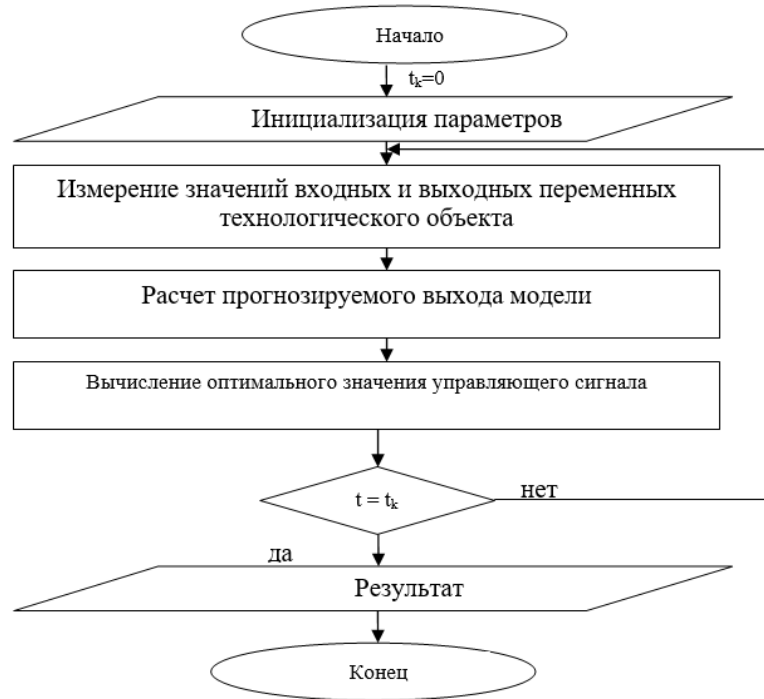 Начало
tₖ=0
Инициализация параметров
Измерение значений входных и выходных переменных
технологического объекта
Расчет прогнозируемого выхода модели
Вычисление оптимального значения управляющего сигнала
t = tₖ
нет
да
Результат
Конец